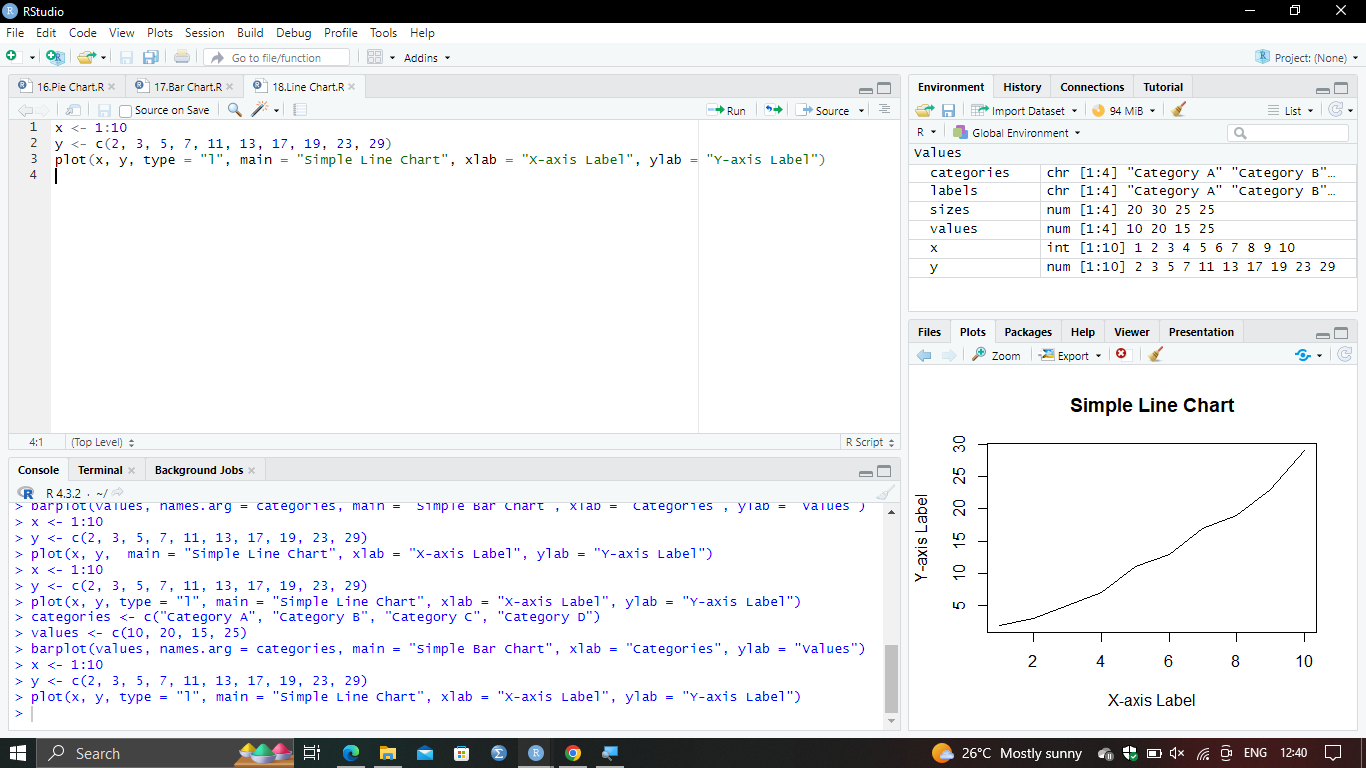 RStudio
File Edit Code View Plots Session Build Debug Profile Tools Help
Go to file/function Addins Project: (None)
16.Pie Chart.R 17.Bar Chart.R 18.Line Chart.R
Source on Save Run Source
1 x <- 1:10
2 y <- c(2, 3, 5, 7, 11, 13, 17, 19, 23, 29)
3 plot(x, y, type = "l", main = "Simple Line Chart", xlab = "X-axis Label", ylab = "Y-axis Label")
4
4:1 (Top Level) R Script
Console Terminal Background Jobs
R 4.3.2 · ~/
> barplot(values, names.arg = categories, main = "Simple Bar Chart", xlab = "Categories", ylab = "Values")
> x <- 1:10
> y <- c(2, 3, 5, 7, 11, 13, 17, 19, 23, 29)
> plot(x, y,  main = "Simple Line Chart", xlab = "X-axis Label", ylab = "Y-axis Label")
> x <- 1:10
> y <- c(2, 3, 5, 7, 11, 13, 17, 19, 23, 29)
> plot(x, y, type = "l", main = "Simple Line Chart", xlab = "X-axis Label", ylab = "Y-axis Label")
> categories <- c("Category A", "Category B", "Category C", "Category D")
> values <- c(10, 20, 15, 25)
> barplot(values, names.arg = categories, main = "Simple Bar Chart", xlab = "Categories", ylab = "Values")
> x <- 1:10
> y <- c(2, 3, 5, 7, 11, 13, 17, 19, 23, 29)
> plot(x, y, type = "l", main = "Simple Line Chart", xlab = "X-axis Label", ylab = "Y-axis Label")
>
Environment History Connections Tutorial
Import Dataset 94 MiB List
R Global Environment
Values
categories chr [1:4] "Category A" "Category B"…
labels chr [1:4] "Category A" "Category B"…
sizes num [1:4] 20 30 25 25
values num [1:4] 10 20 15 25
x int [1:10] 1 2 3 4 5 6 7 8 9 10
y num [1:10] 2 3 5 7 11 13 17 19 23 29
Files Plots Packages Help Viewer Presentation
Zoom Export
Simple Line Chart
Y-axis Label
30
25
20
15
10
5
2 4 6 8 10
X-axis Label
Search 26°C Mostly sunny ENG 12:40